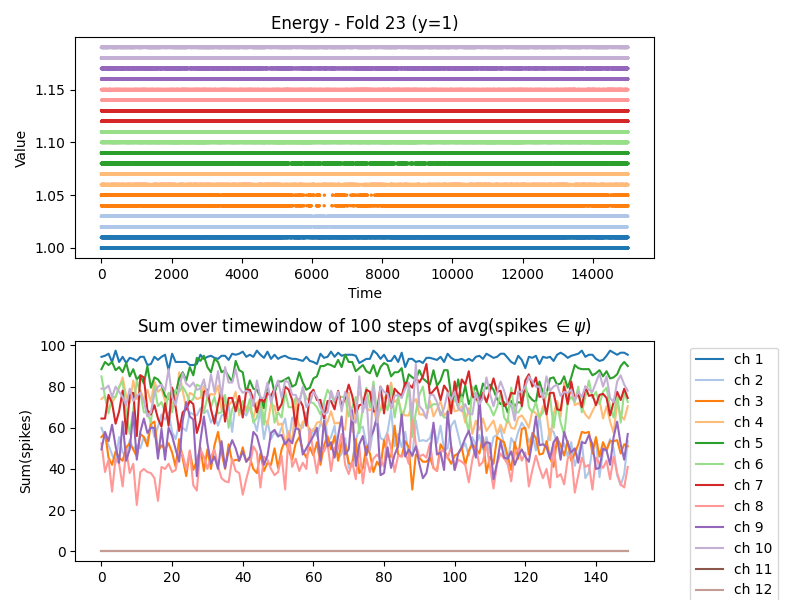 Energy - Fold 23 (y=1)
Value
1.15
1.10
1.05
1.00
0 2000 4000 6000 8000 10000 12000 14000
Time
Sum over timewindow of 100 steps of avg(spikes ∈ ψ)
Sum(spikes)
100
80
60
40
20
0
0 20 40 60 80 100 120 140
ch 1
ch 2
ch 3
ch 4
ch 5
ch 6
ch 7
ch 8
ch 9
ch 10
ch 11
ch 12